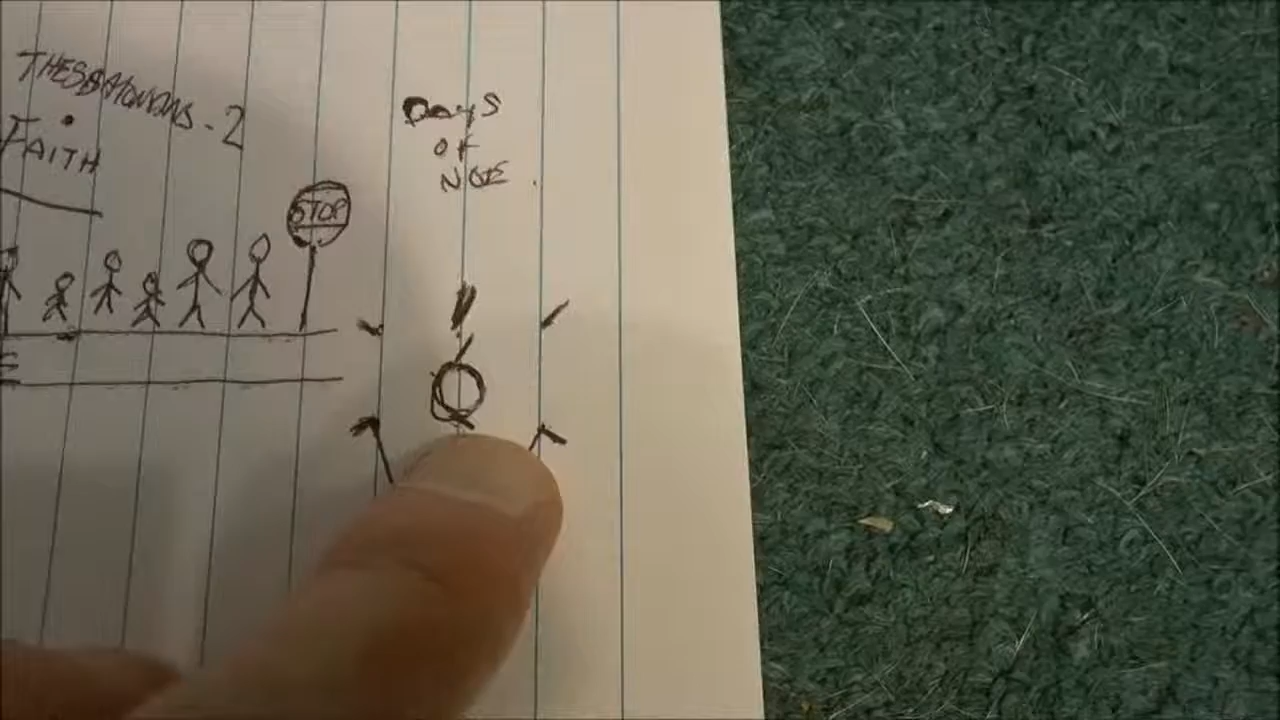 THESSALONIANS - 2
FAITH
STOP
Days
of
NOE.